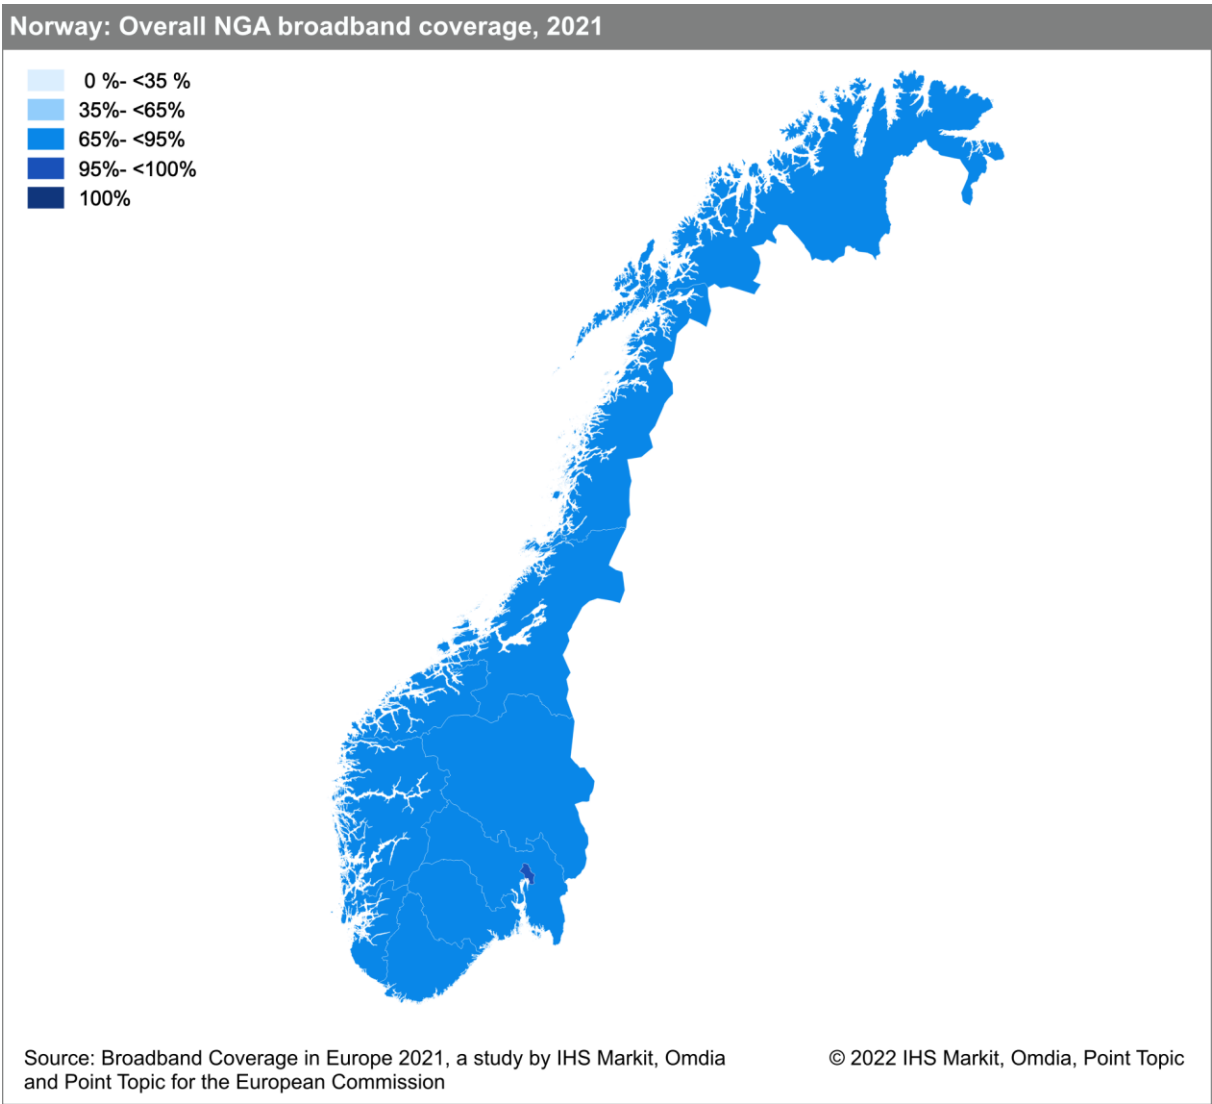 Norway: Overall NGA broadband coverage, 2021
0 %- <35 %
35%- <65%
65%- <95%
95%- <100%
100%
Source: Broadband Coverage in Europe 2021, a study by IHS Markit, Omdia
and Point Topic for the European Commission
© 2022 IHS Markit, Omdia, Point Topic